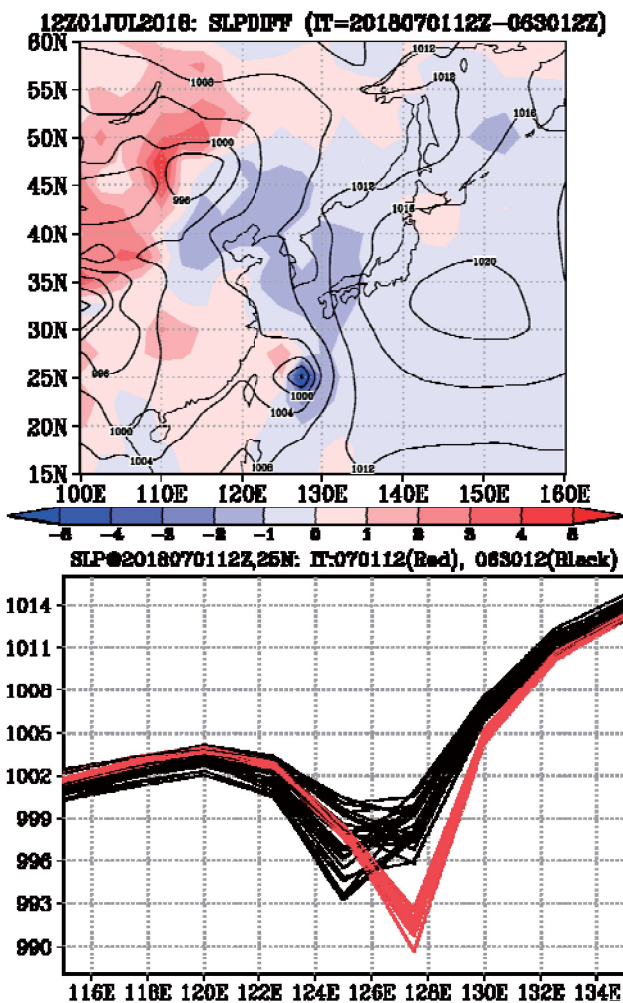 12Z01JUL2018: SLPDIFF (IT=2018070112Z−063012Z)
60N
1012
1008
1012
55N
1016
50N
1000
45N
996
1012
1016
40N
1020
35N
30N
996
25N
1000
1004
20N
1000
1004
1008
1012
15N
100E 110E 120E 130E 140E 150E 160E
−5 −4 −3 −2 −1 0 1 2 3 4 5
SLP@2018070112Z,25N: IT:070112(Red), 063012(Black)
1014
1011
1008
1005
1002
999
996
993
990
116E 118E 120E 122E 124E 126E 128E 130E 132E 134E